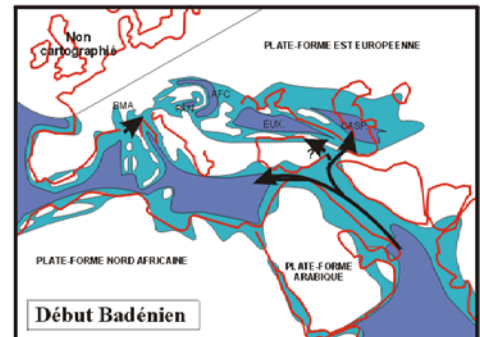 Non
cartographié
PLATE-FORME EST EUROPEENNE
BMA
AFC
EUX.
CASP.
?
PLATE-FORME NORD AFRICAINE
PLATE-FORME
ARABIQUE
Début Badénien